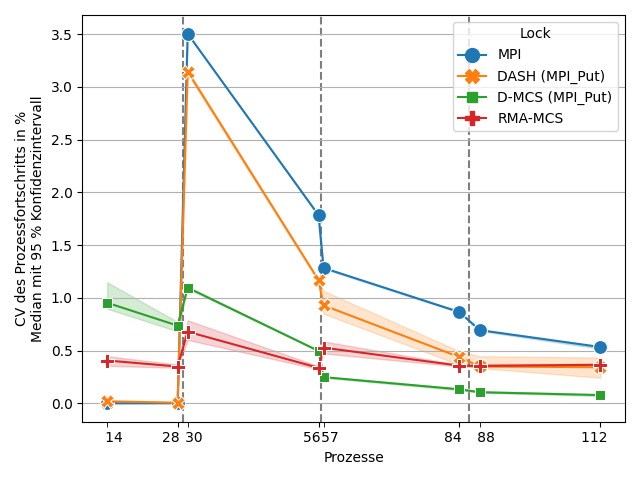 CV des Prozessfortschritts in %
Median mit 95 % Konfidenzintervall
3.5
3.0
2.5
2.0
1.5
1.0
0.5
0.0
Lock
MPI
DASH (MPI_Put)
D-MCS (MPI_Put)
RMA-MCS
14 28 30 56 57 84 88 112
Prozesse